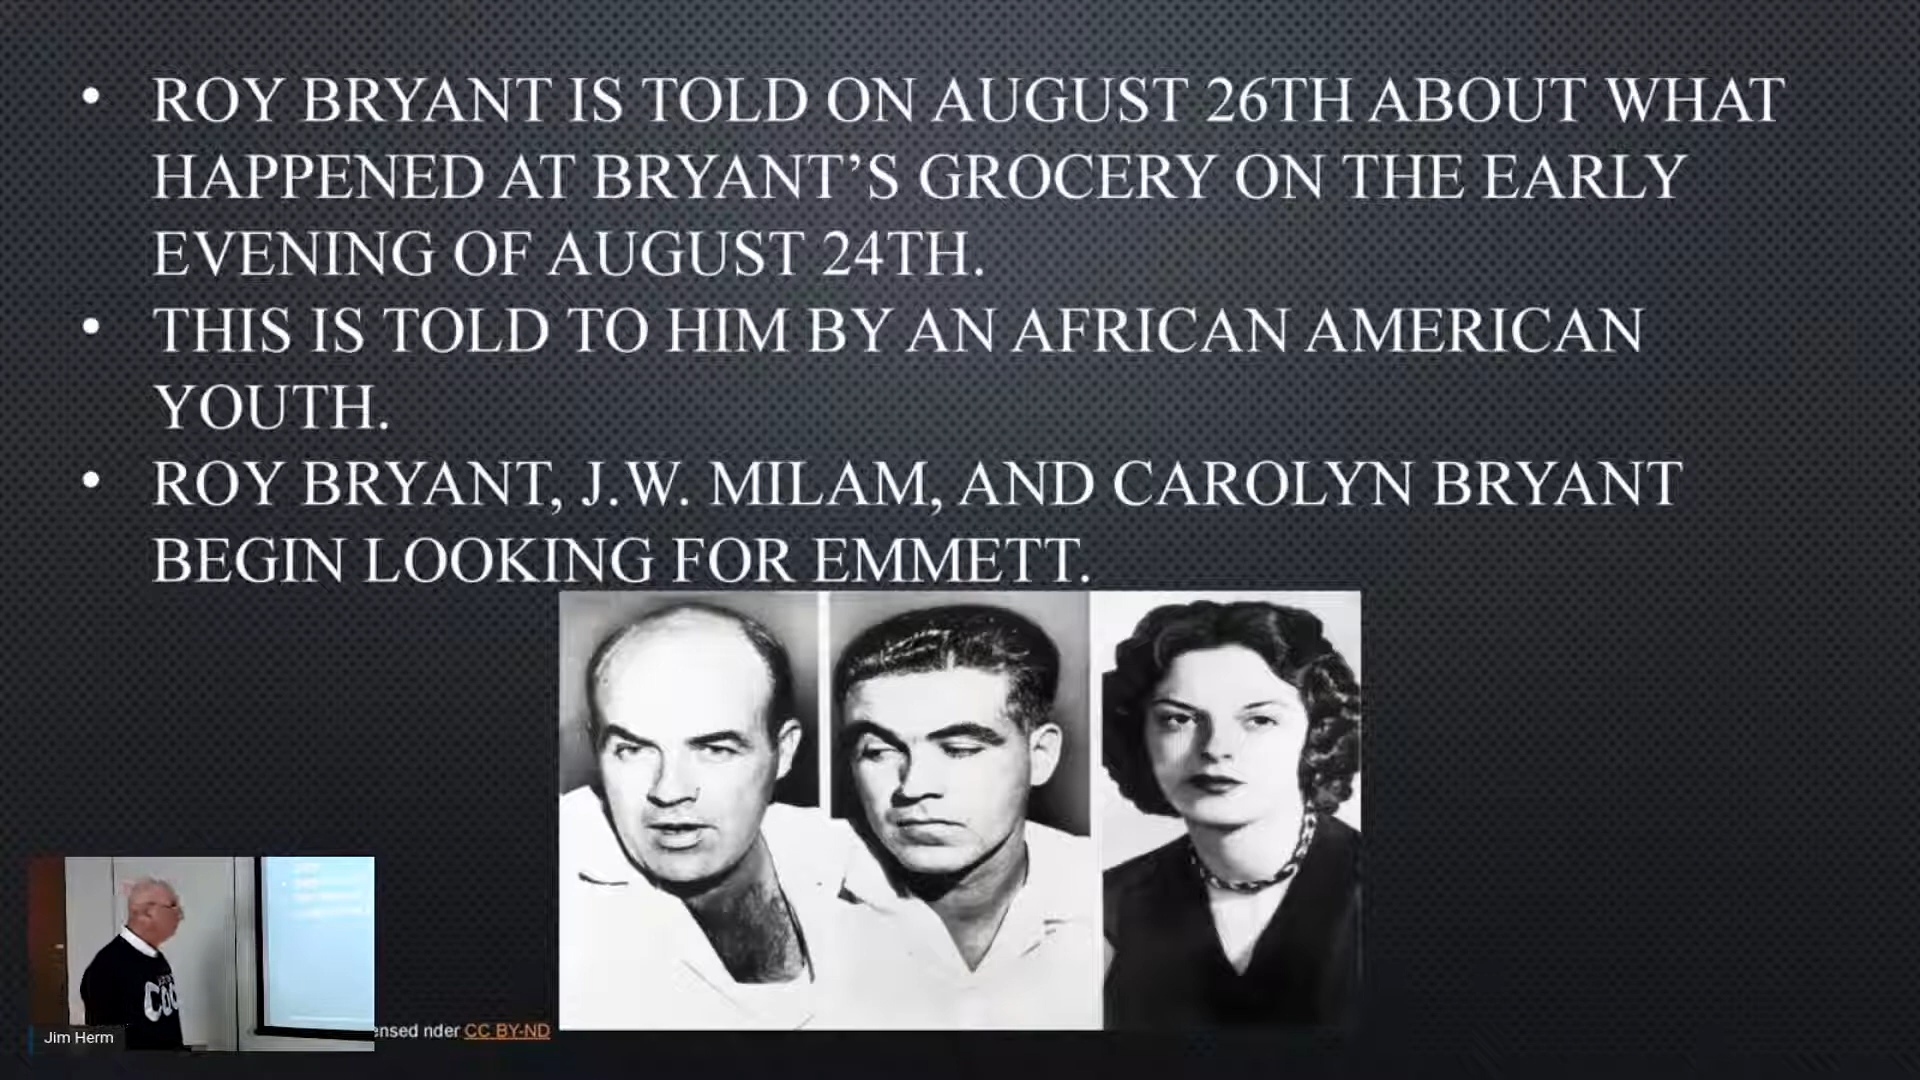 • ROY BRYANT IS TOLD ON AUGUST 26TH ABOUT WHAT
HAPPENED AT BRYANT’S GROCERY ON THE EARLY
EVENING OF AUGUST 24TH.
• THIS IS TOLD TO HIM BY AN AFRICAN AMERICAN
YOUTH.
• ROY BRYANT, J.W. MILAM, AND CAROLYN BRYANT
BEGIN LOOKING FOR EMMETT.
Jim Herm
ensed nder CC BY-ND